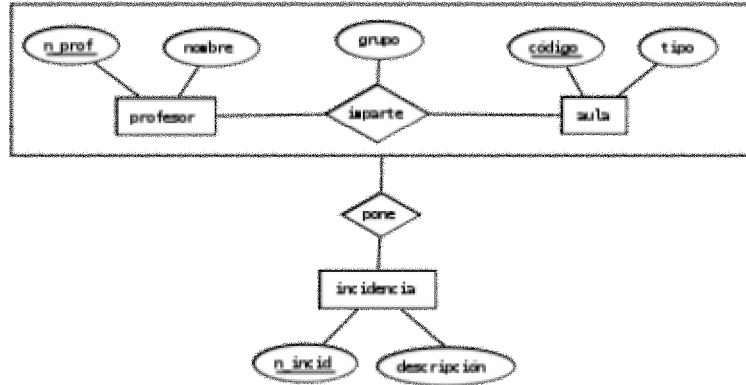 n_prof
nombre
grupo
código
tipo
profesor
imparte
aula
pone
incidencia
n_incid
descripción